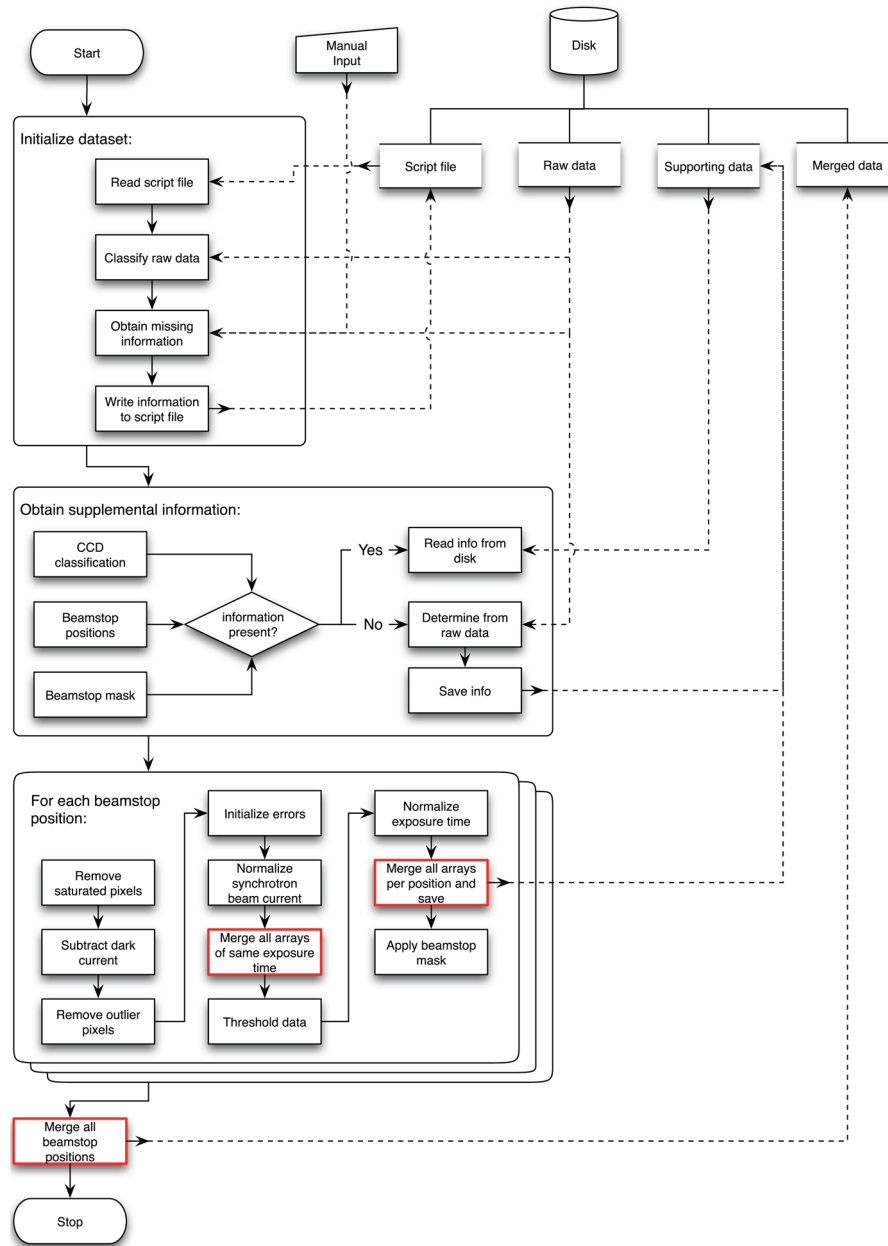 Start
Manual
Input
Disk
Initialize dataset:
Read script file
Script file
Raw data
Supporting data
Merged data
Classify raw data
Obtain missing
information
Write information
to script file
Obtain supplemental information:
CCD
classification
Beamstop
positions
Beamstop mask
information
present?
Yes
No
Read info from
disk
Determine from
raw data
Save info
For each beamstop
position:
Remove
saturated pixels
Subtract dark
current
Remove outlier
pixels
Initialize errors
Normalize
synchrotron
beam current
Merge all arrays
of same exposure
time
Threshold data
Normalize
exposure time
Merge all arrays
per position and
save
Apply beamstop
mask
Merge all
beamstop
positions
Stop